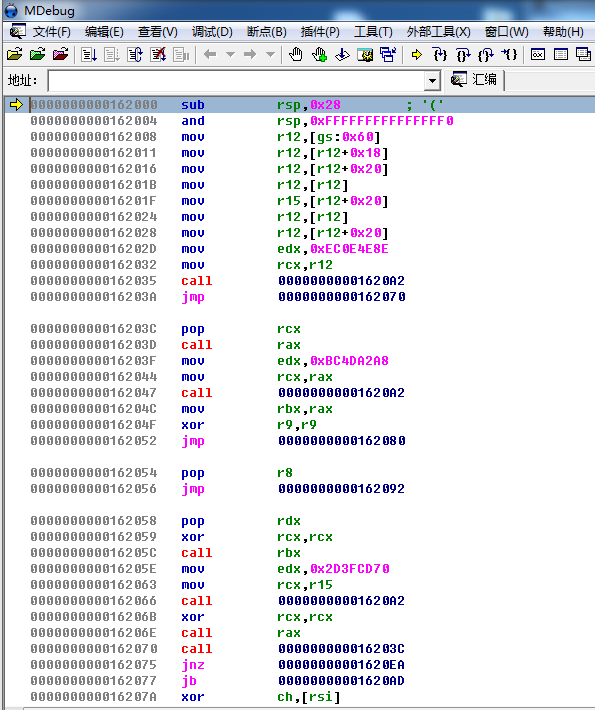 MDebug
文件(F) 编辑(E) 查看(V) 调试(D) 断点(B) 插件(P) 外部工具(W) 窗口(W) 帮助(H)
地址: 汇编
0000000000162000 sub rsp,0x28 ; '('
0000000000162004 and rsp,0xFFFFFFFFFFFFFFF0
0000000000162008 mov r12,[gs:0x60]
0000000000162011 mov r12,[r12+0x18]
0000000000162016 mov r12,[r12+0x20]
000000000016201B mov r12,[r12]
000000000016201F mov r15,[r12+0x20]
0000000000162024 mov r12,[r12]
0000000000162028 mov r12,[r12+0x20]
000000000016202D mov edx,0xEC0E4E8E
0000000000162032 mov rcx,r12
0000000000162035 call 00000000001620A2
000000000016203A jmp 0000000000162070
000000000016203C pop rcx
000000000016203D call rax
000000000016203F mov edx,0xBC4DA2A8
0000000000162044 mov rcx,rax
0000000000162047 call 00000000001620A2
000000000016204C mov rbx,rax
000000000016204F xor r9,r9
0000000000162052 jmp 0000000000162080
0000000000162054 pop r8
0000000000162056 jmp 0000000000162092
0000000000162058 pop rdx
0000000000162059 xor rcx,rcx
000000000016205C call rbx
000000000016205E mov edx,0x2D3FCD70
0000000000162063 mov rcx,r15
0000000000162066 call 00000000001620A2
000000000016206B xor rcx,rcx
000000000016206E call rax
0000000000162070 call 000000000016203C
0000000000162075 jnz 00000000001620EA
0000000000162077 jb 00000000001620AD
000000000016207A xor ch,[rsi]